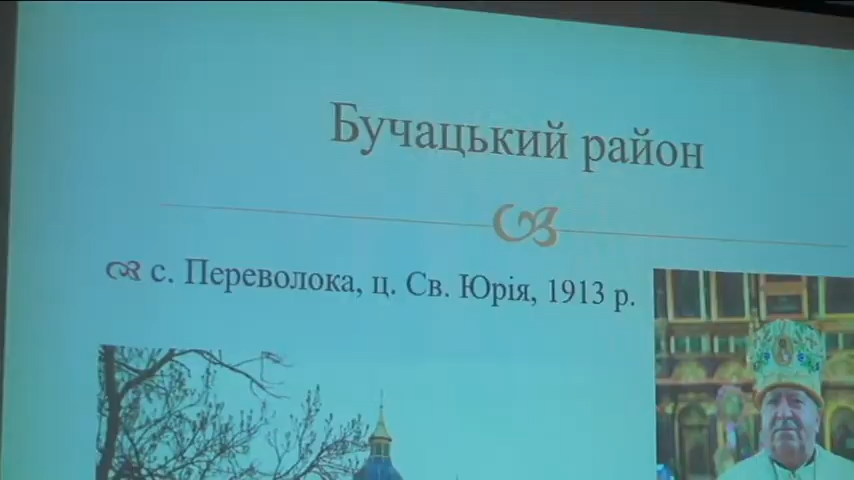 Бучацький район
с. Переволока, ц. Св. Юрія, 1913 р.